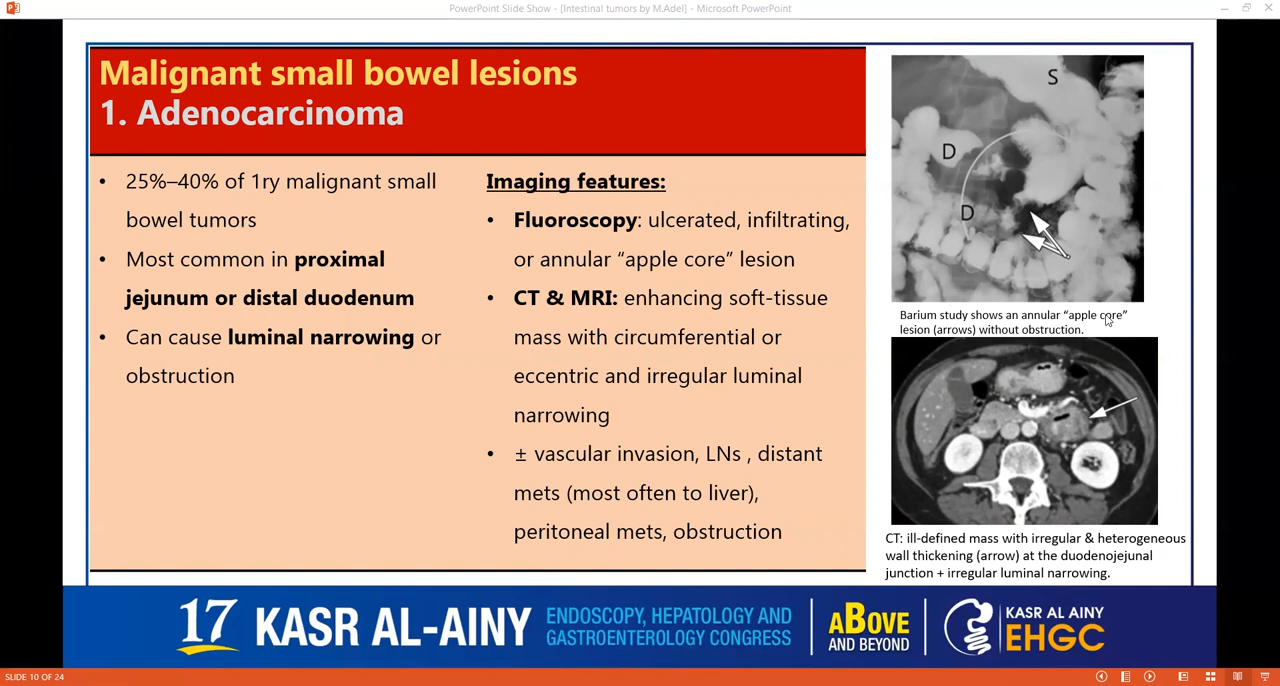 PowerPoint Slide Show - [Intestinal tumors by M.Adel] - Microsoft PowerPoint
Malignant small bowel lesions
1. Adenocarcinoma
• 25%–40% of 1ry malignant small
bowel tumors
• Most common in proximal
jejunum or distal duodenum
• Can cause luminal narrowing or
obstruction
Imaging features:
• Fluoroscopy: ulcerated, infiltrating,
or annular “apple core” lesion
• CT & MRI: enhancing soft-tissue
mass with circumferential or
eccentric and irregular luminal
narrowing
• ± vascular invasion, LNs , distant
mets (most often to liver),
peritoneal mets, obstruction
S
D
D
Barium study shows an annular “apple core”
lesion (arrows) without obstruction.
CT: ill-defined mass with irregular & heterogeneous
wall thickening (arrow) at the duodenojejunal
junction + irregular luminal narrowing.
17 KASR AL-AINY
ENDOSCOPY, HEPATOLOGY AND
GASTROENTEROLOGY CONGRESS
ABOVE
AND BEYOND
KASR AL AINY
EHGC
SLIDE 10 OF 24